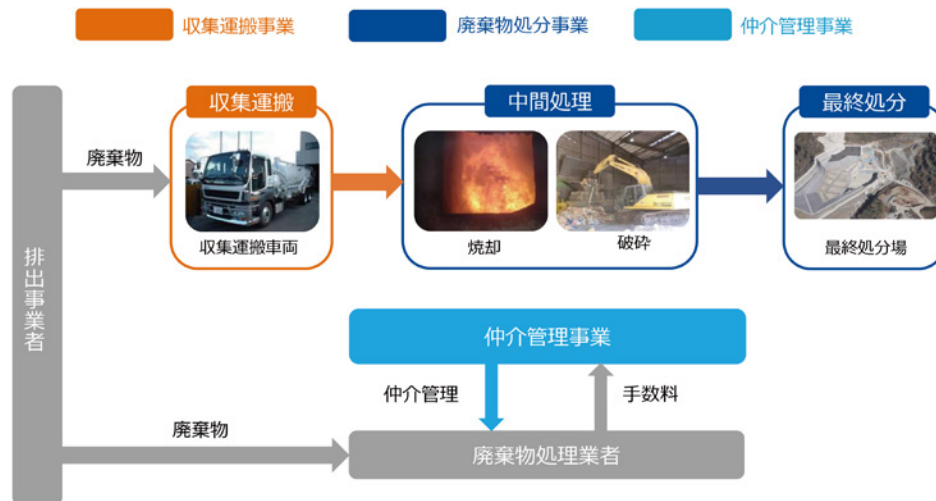 収集運搬事業
廃棄物処分事業
仲介管理事業
収集運搬
中間処理
最終処分
廃棄物
収集運搬車両
焼却
破砕
最終処分場
排出事業者
仲介管理事業
仲介管理
手数料
廃棄物
廃棄物処理業者